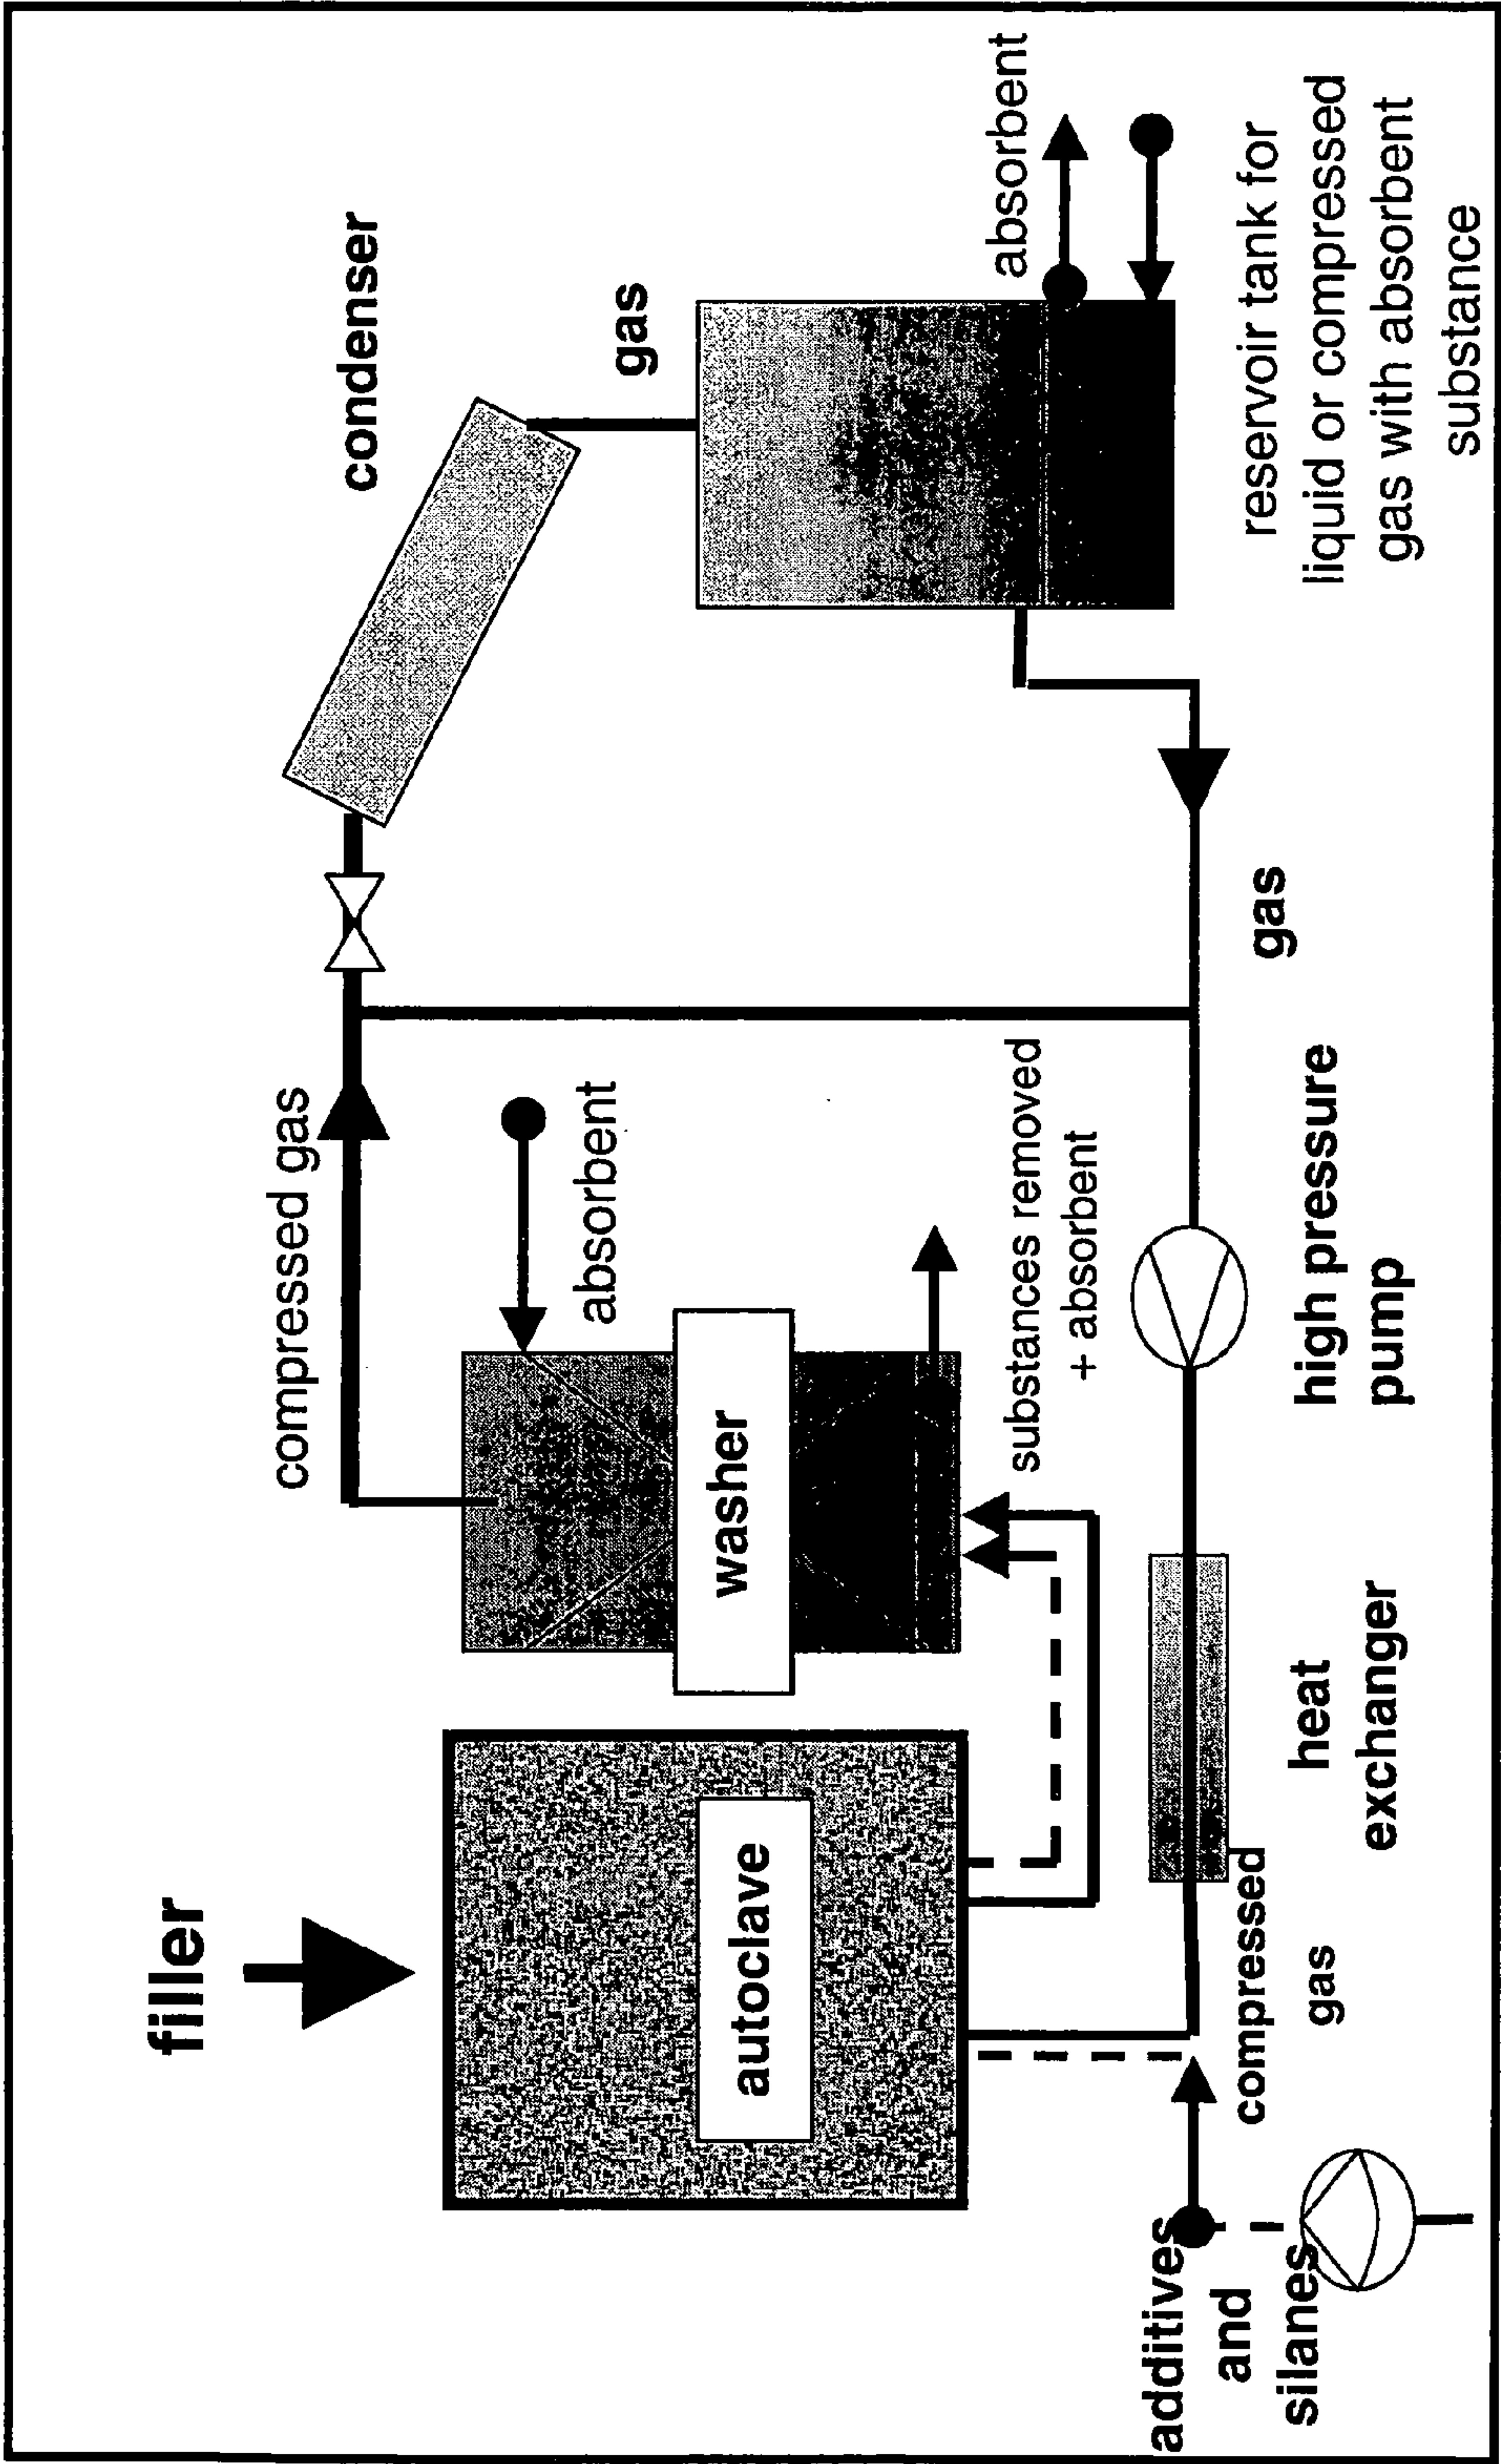 filler
autoclave
additives
and
silanes
compressed
gas
heat
exchanger
high pressure
pump
washer
substances removed
+ absorbent
absorbent
compressed gas
gas
condenser
gas
absorbent
reservoir tank for
liquid or compressed
gas with absorbent
substance